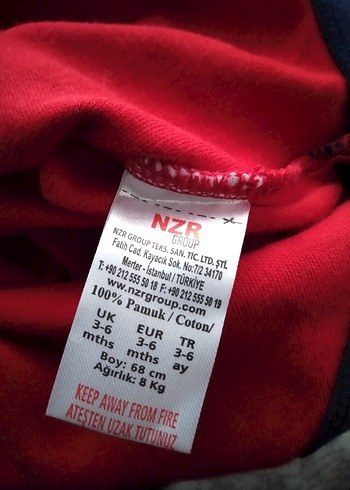 NZR
GROUP
NZR GROUP TEKS. SAN. TİC. LTD. ŞTİ.
Fatih Cad. Kayacık Sok. No:7/2 34170
Merter - İstanbul / TÜRKİYE
T: +90 212 555 50 18 F: +90 212 555 50 19
www.nzrgroup.com
100% Pamuk / Coton/
UK EUR TR
3-6 3-6 3-6
mths mths ay
Boy: 68 cm
Ağırlık: 8 Kg
KEEP AWAY FROM FIRE
ATEŞTEN UZAK TUTUNUZ